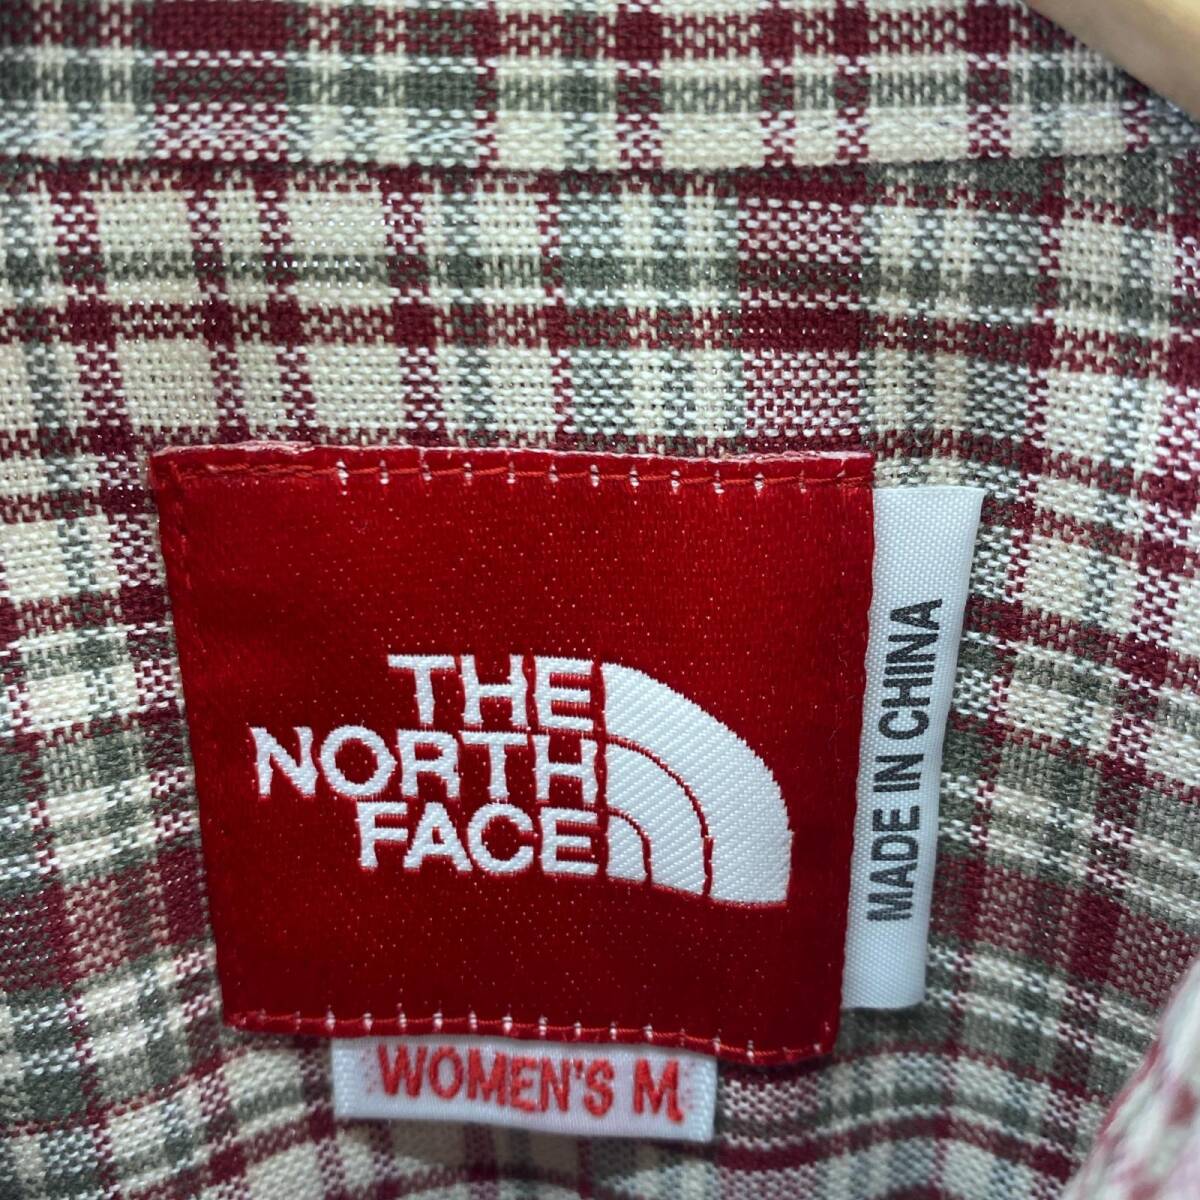 THE
NORTH
FACE
MADE IN CHINA
WOMEN'S M